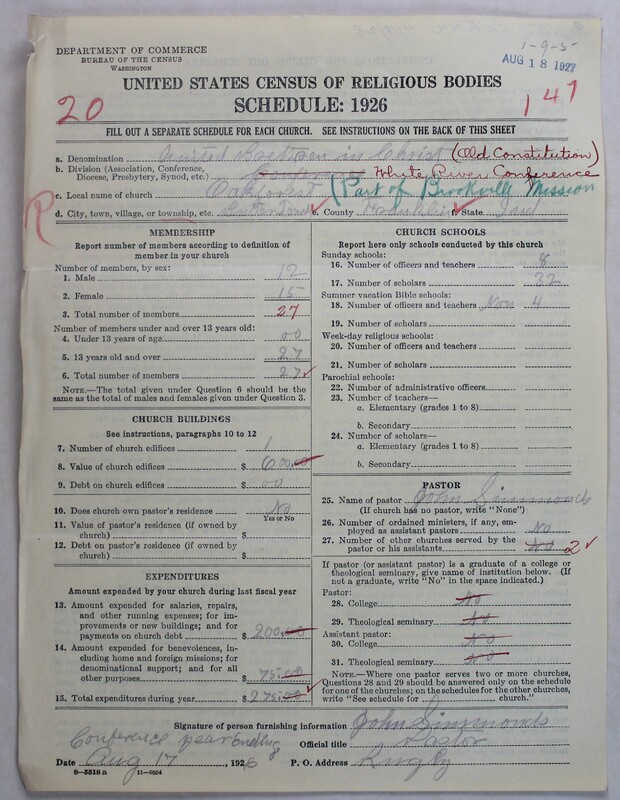 DEPARTMENT OF COMMERCE
BUREAU OF THE CENSUS
WASHINGTON
1-9-5-
AUG 18 1927
UNITED STATES CENSUS OF RELIGIOUS BODIES
SCHEDULE: 1926
20
147
FILL OUT A SEPARATE SCHEDULE FOR EACH CHURCH. SEE INSTRUCTIONS ON THE BACK OF THIS SHEET
a. Denomination United Brethren in Christ (Old Constitution)
b. Division (Association, Conference, Diocese, Presbytery, Synod, etc.) White River Conference
c. Local name of church Oakforest (Part of Brookville Mission
d. City, town, village, or township, etc. e. County Franklin f. State Ind
R
MEMBERSHIP
Report number of members according to definition of member in your church
Number of members, by sex:
1. Male 12
2. Female 15
3. Total number of members 27
Number of members under and over 13 years old:
4. Under 13 years of age 00
5. 13 years old and over 27
6. Total number of members 27
NOTE.—The total given under Question 6 should be the same as the total of males and females given under Question 3.
CHURCH BUILDINGS
See instructions, paragraphs 10 to 12
7. Number of church edifices 1
8. Value of church edifices $ 600.00
9. Debt on church edifices $ 00
10. Does church own pastor's residence No
Yes or No
11. Value of pastor's residence (if owned by church) $
12. Debt on pastor's residence (if owned by church) $
EXPENDITURES
Amount expended by your church during last fiscal year
13. Amount expended for salaries, repairs, and other running expenses; for improvements or new buildings; and for payments on church debt $ 200.00
14. Amount expended for benevolences, including home and foreign missions; for denominational support; and for all other purposes $ 75.00
15. Total expenditures during year $ 275.00
CHURCH SCHOOLS
Report here only schools conducted by this church
Sunday schools:
16. Number of officers and teachers 8
17. Number of scholars 32
Summer vacation Bible schools:
18. Number of officers and teachers Non 4
19. Number of scholars
Week-day religious schools:
20. Number of officers and teachers
21. Number of scholars
Parochial schools:
22. Number of administrative officers
23. Number of teachers—
a. Elementary (grades 1 to 8)
b. Secondary
24. Number of scholars—
a. Elementary (grades 1 to 8)
b. Secondary
PASTOR
25. Name of pastor John Simmonds
(If church has no pastor, write "None")
26. Number of ordained ministers, if any, employed as assistant pastors No
27. Number of other churches served by the pastor or his assistants No 2
If pastor (or assistant pastor) is a graduate of a college or theological seminary, give name of institution below. (If not a graduate, write "No" in the space indicated.)
Pastor:
28. College No
29. Theological seminary No
Assistant pastor:
30. College No
31. Theological seminary No
NOTE.—Where one pastor serves two or more churches, Questions 28 and 29 should be answered only on the schedule for one of the churches; on the schedules for the other churches, write "See schedule for church."
Signature of person furnishing information John Simmonds
Conference year Ending
Official title Pastor
Date Aug 17, 1926 P. O. Address Rugby
8-5518 a 11-6664